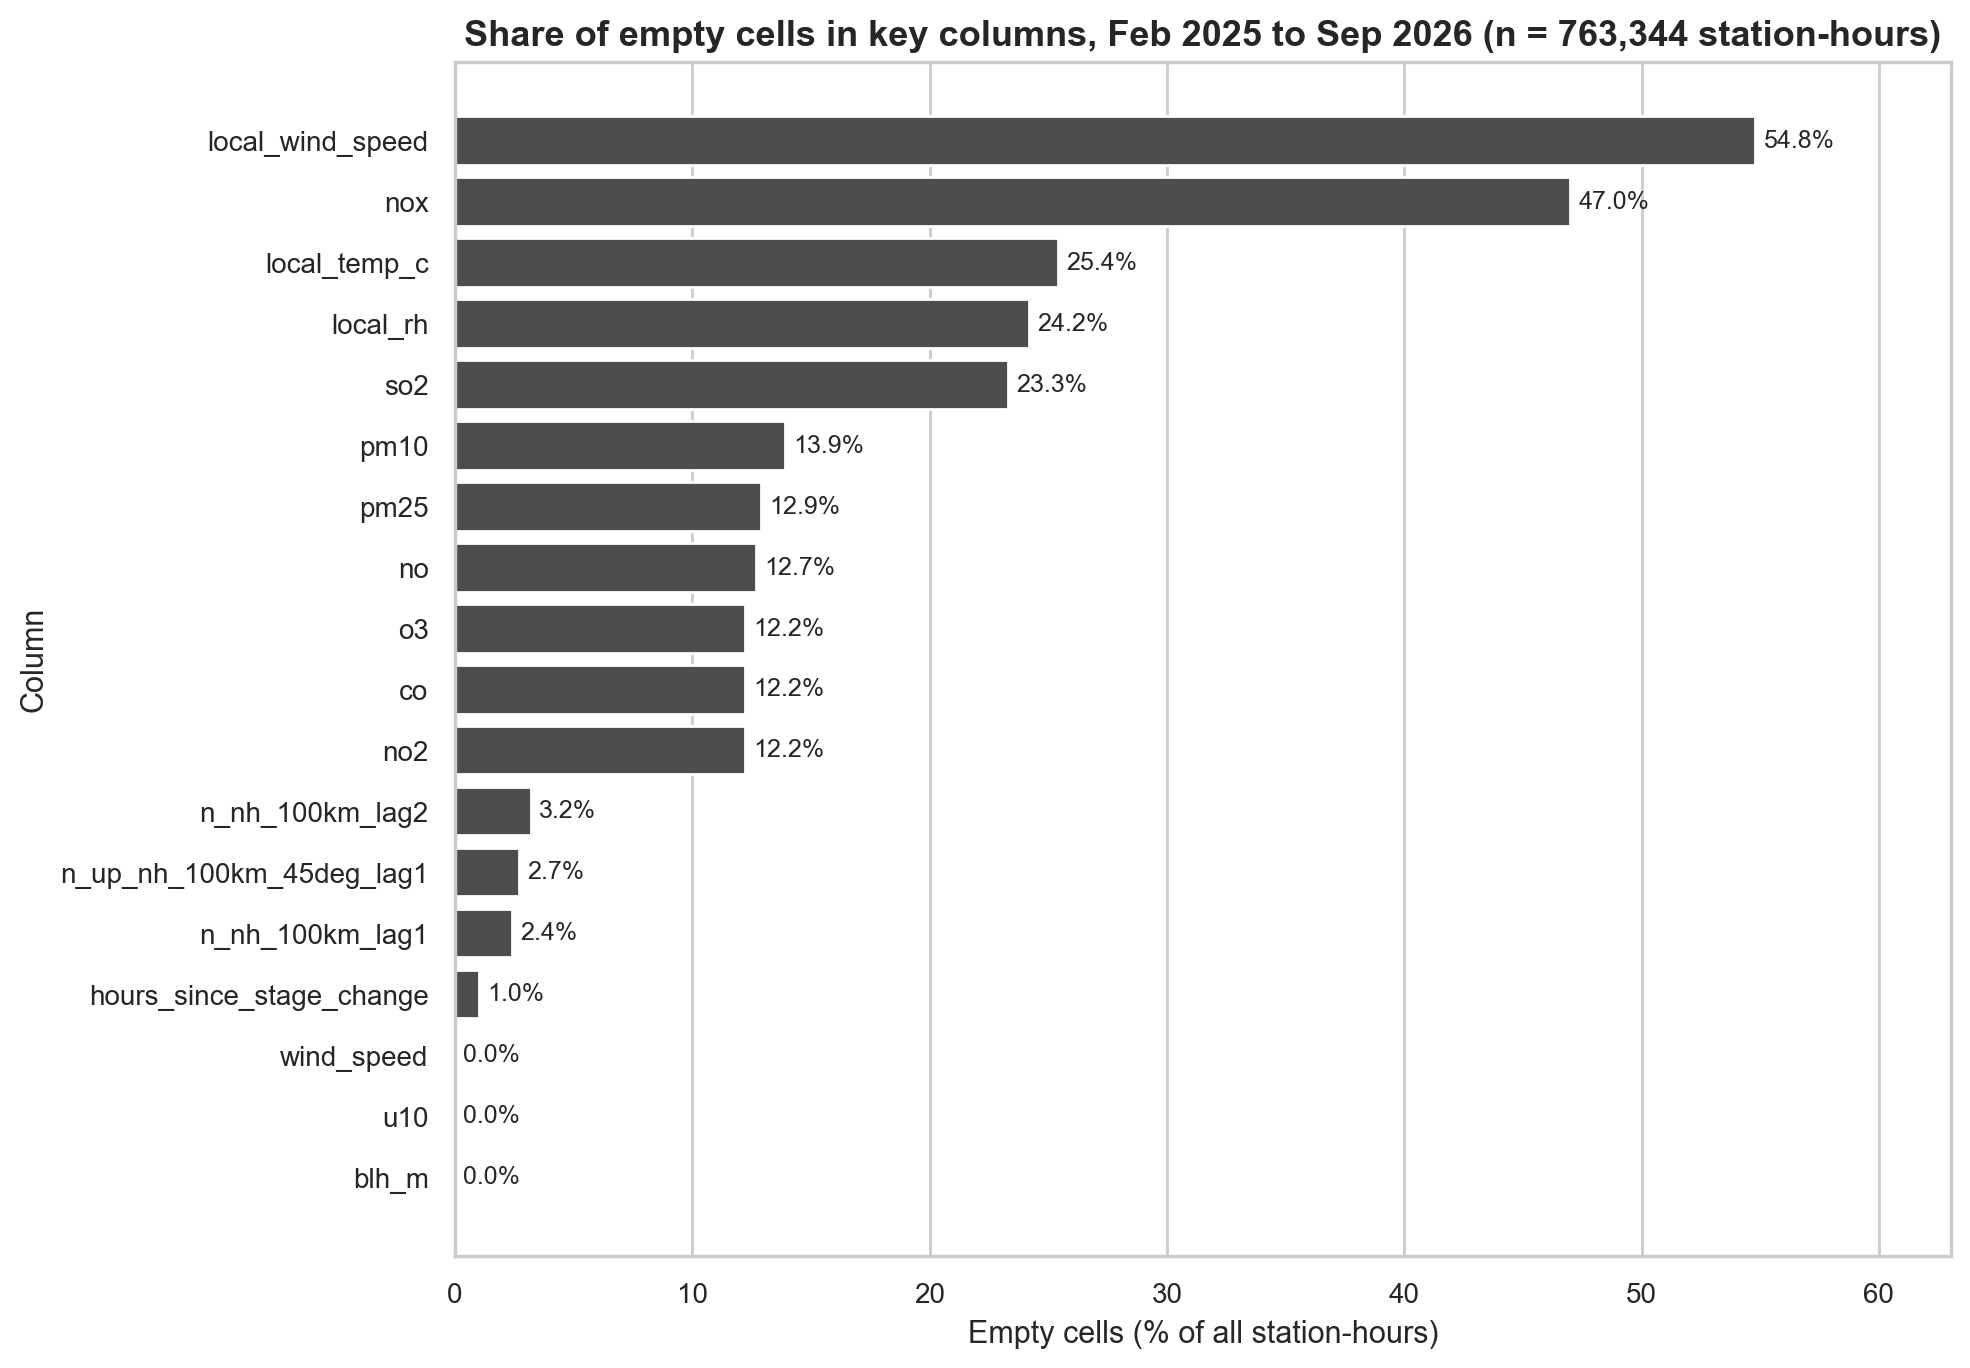 Share of empty cells in key columns, Feb 2025 to Sep 2026 (n = 763,344 station-hours)
local_wind_speed 54.8%
nox 47.0%
local_temp_c 25.4%
local_rh 24.2%
so2 23.3%
pm10 13.9%
pm25 12.9%
no 12.7%
o3 12.2%
co 12.2%
no2 12.2%
n_nh_100km_lag2 3.2%
n_up_nh_100km_45deg_lag1 2.7%
n_nh_100km_lag1 2.4%
hours_since_stage_change 1.0%
wind_speed 0.0%
u10 0.0%
blh_m 0.0%
Column
0 10 20 30 40 50 60
Empty cells (% of all station-hours)